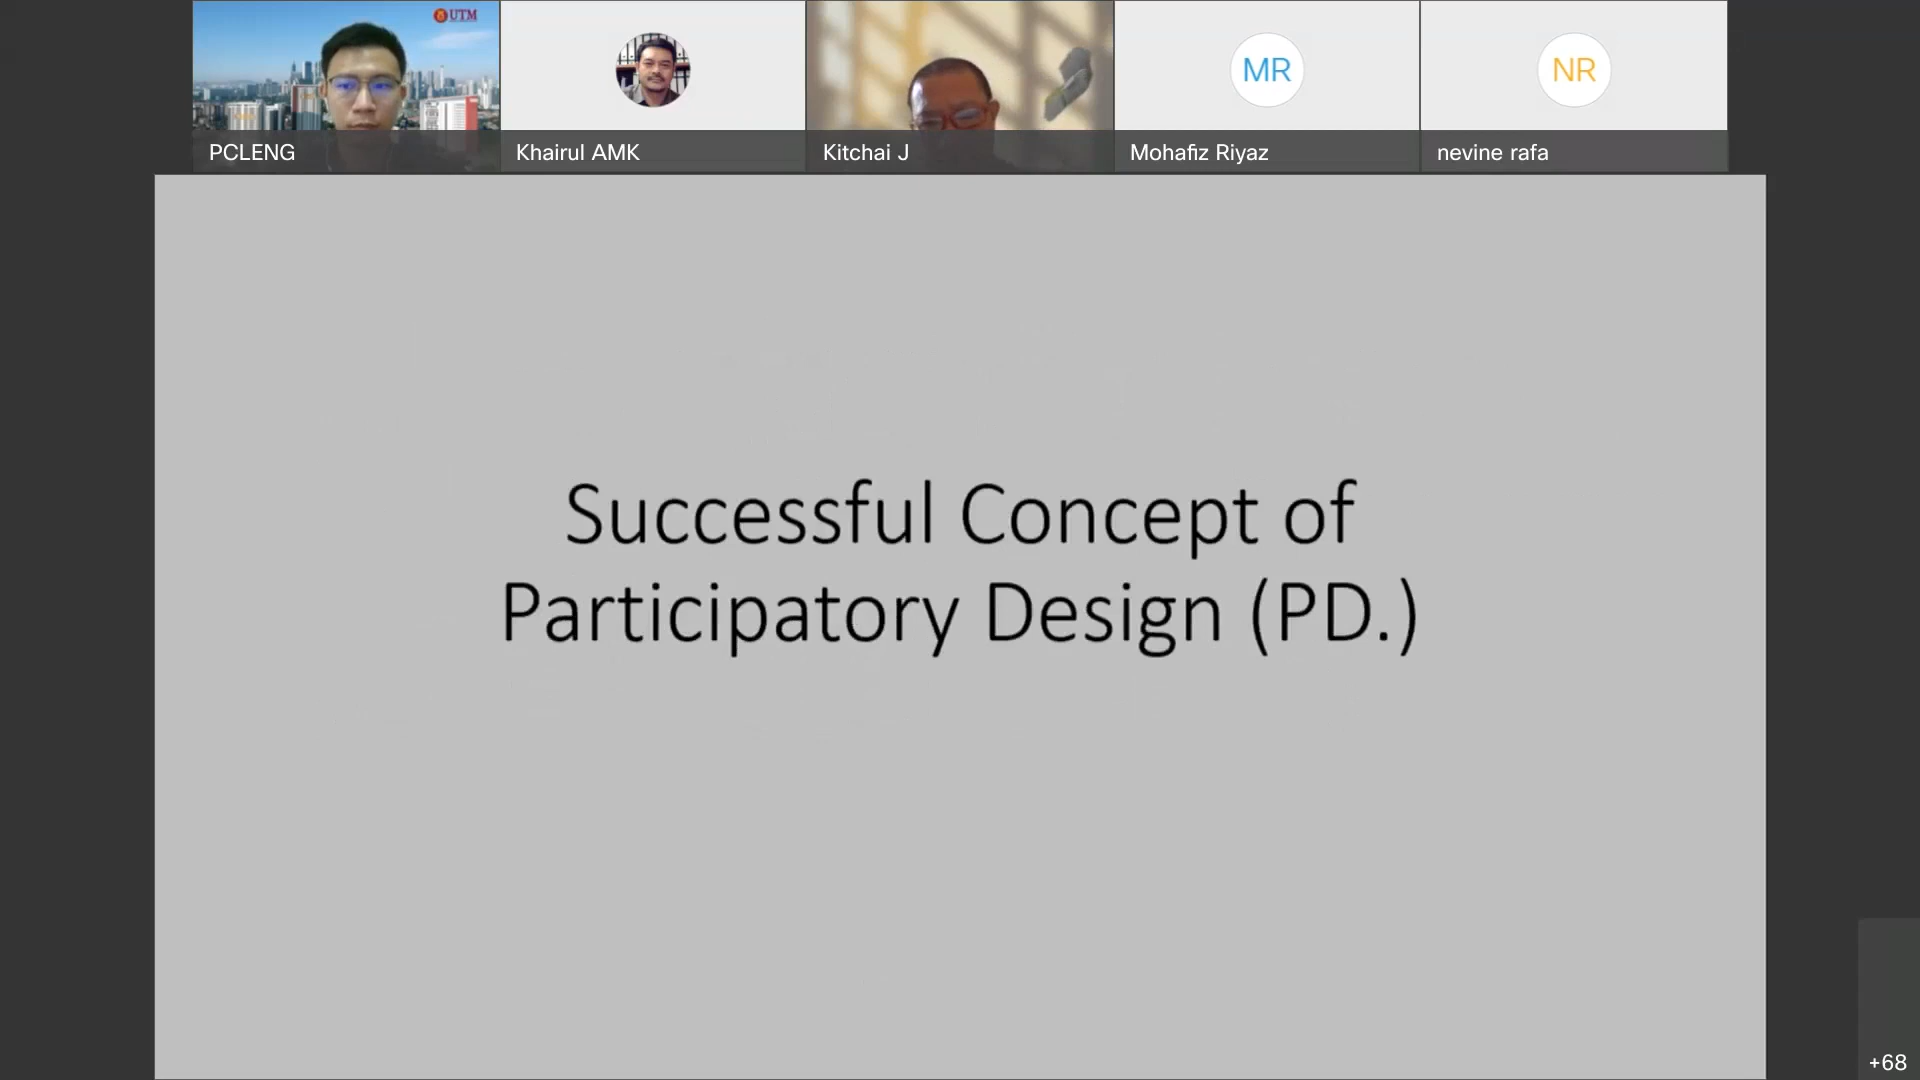 UTM
PCLENG
Khairul AMK
Kitchai J
MR
Mohafiz Riyaz
NR
nevine rafa
Successful Concept of
Participatory Design (PD.)
+68